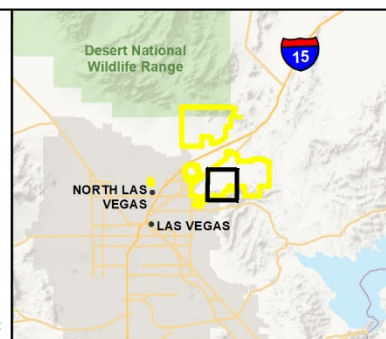 Desert National
Wildlife Range
15
NORTH LAS
VEGAS
LAS VEGAS